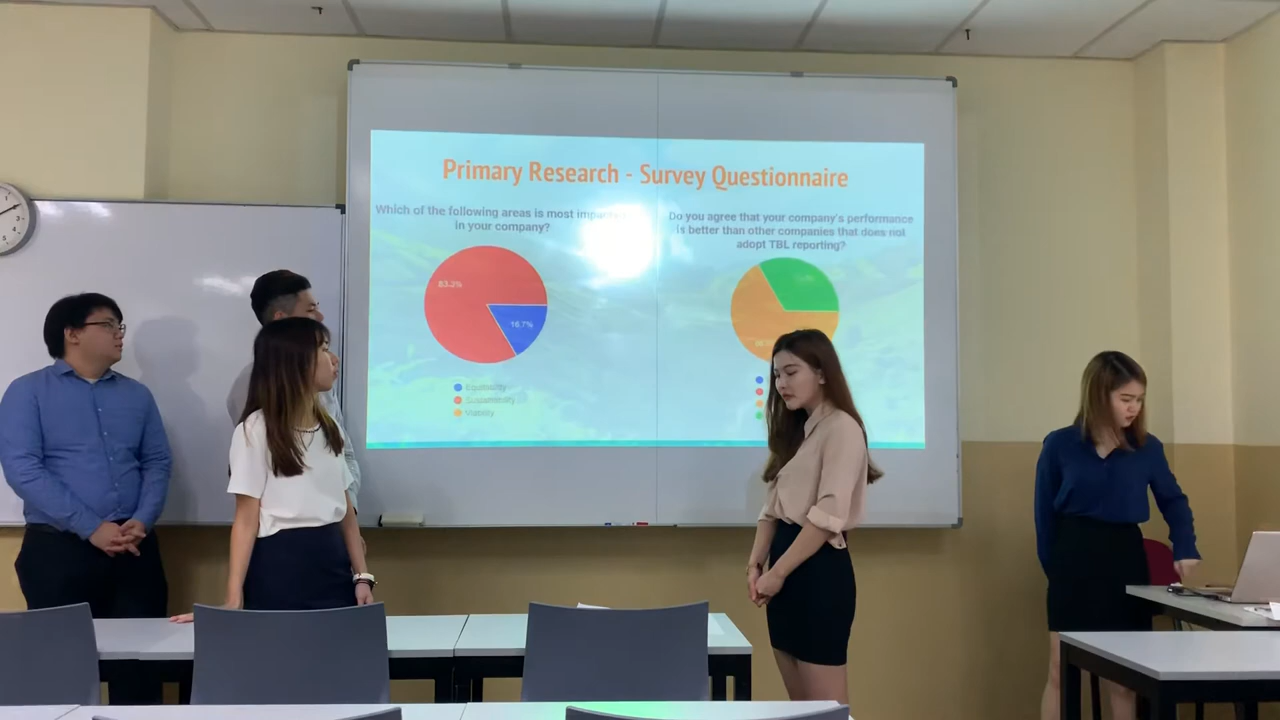 Primary Research - Survey Questionnaire
Which of the following areas is most
in your company?
Do you agree that your company's performance
is better than other companies that does not
adopt TBL reporting?
83.3%
16.7%
Equitability
Sustainability
Viability
5